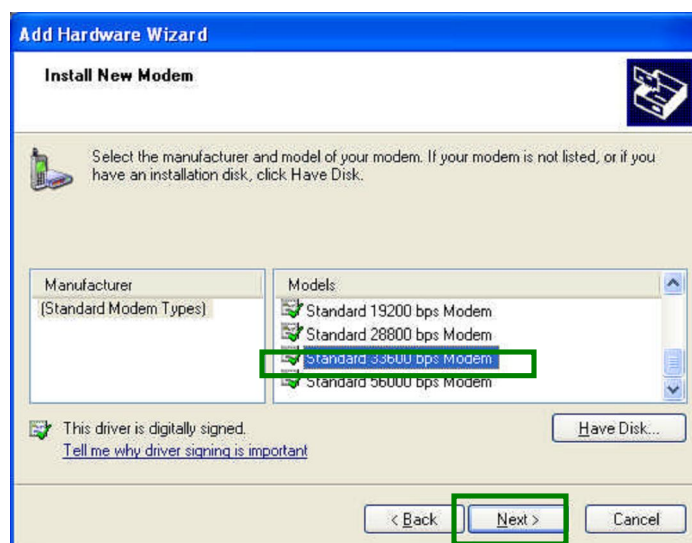 Add Hardware Wizard
Install New Modem
Select the manufacturer and model of your modem. If your modem is not listed, or if you
have an installation disk, click Have Disk.
Manufacturer
(Standard Modem Types)
Models
Standard 19200 bps Modem
Standard 28800 bps Modem
Standard 33600 bps Modem
Standard 56000 bps Modem
This driver is digitally signed.
Tell me why driver signing is important
Have Disk...
< Back
Next >
Cancel